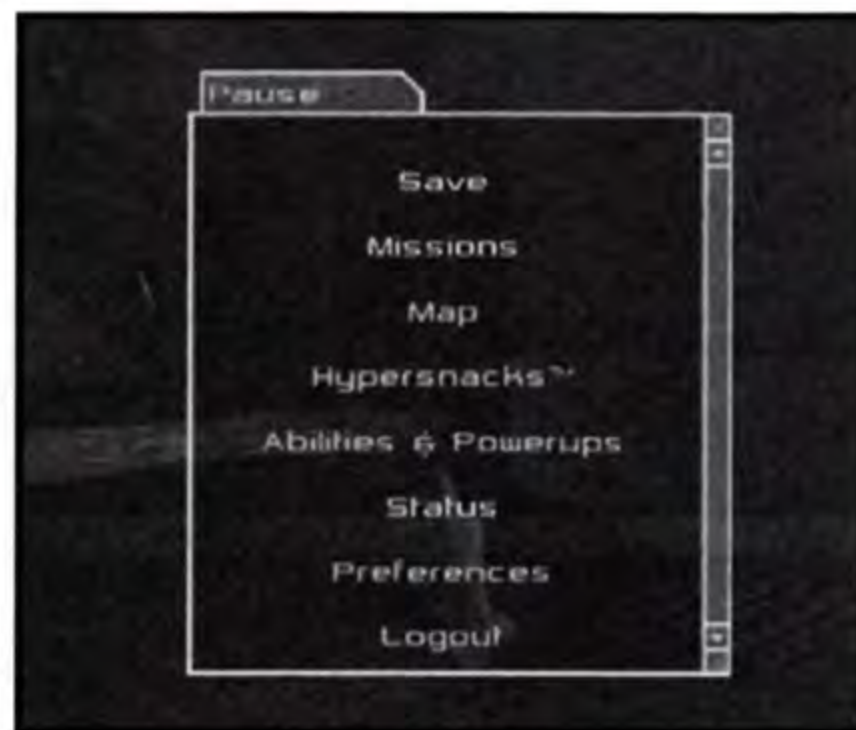 Pause
Save
Missions
Map
Hypersnacks™
Abilities & Powerups
Status
Preferences
Logout